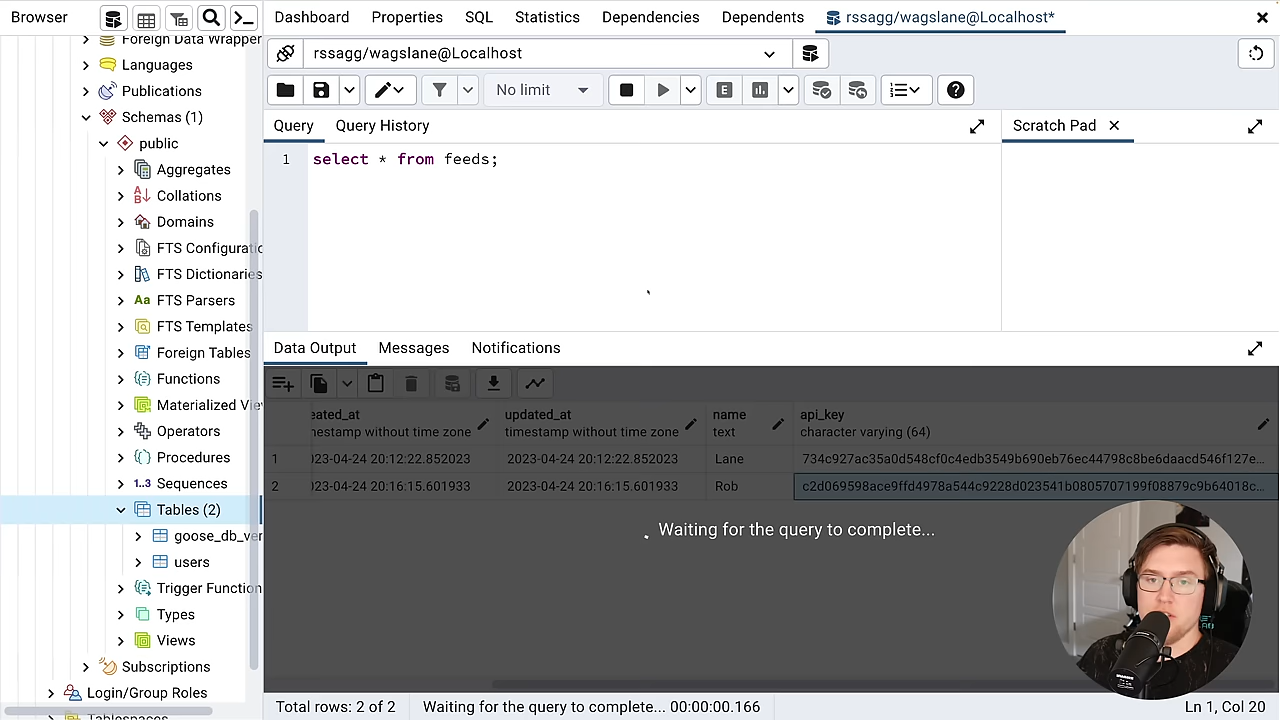 Browser
Dashboard Properties SQL Statistics Dependencies Dependents rssagg/wagslane@Localhost*
Foreign Data Wrapper
Languages
Publications
Schemas (1)
public
Aggregates
Collations
Domains
FTS Configurati
FTS Dictionaries
FTS Parsers
FTS Templates
Foreign Tables
Functions
Materialized Vie
Operators
Procedures
1..3 Sequences
Tables (2)
goose_db_ver
users
Trigger Function
Types
Views
Subscriptions
Login/Group Roles
Tablespaces
rssagg/wagslane@Localhost
No limit
E
Query Query History
Scratch Pad
1 select * from feeds;
Data Output Messages Notifications
eated_at updated_at name api_key
nestamp without time zone timestamp without time zone text character varying (64)
1 23-04-24 20:12:22.852023 2023-04-24 20:12:22.852023 Lane 734c927ac35a0d548cf0c4edb3549b690eb76ec44798c8be6daacd546f127e...
2 23-04-24 20:16:15.601933 2023-04-24 20:16:15.601933 Rob c2d069598ace9ffd4978a544c9228d023541b0805707199f08879c9b64018c...
Waiting for the query to complete...
Total rows: 2 of 2 Waiting for the query to complete... 00:00:00.166 Ln 1, Col 20